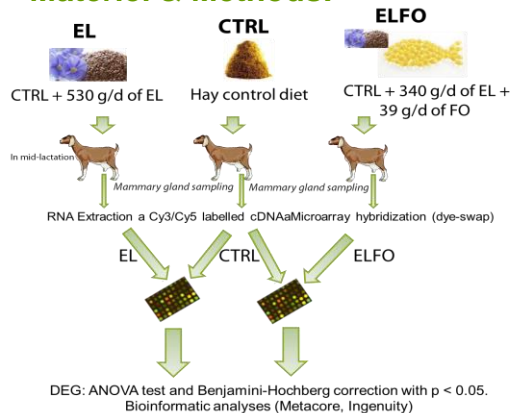 Material & Methods:
EL
CTRL
ELFO
CTRL + 530 g/d of EL
Hay control diet
CTRL + 340 g/d of EL +
39 g/d of FO
In mid-lactation
Mammary gland sampling
Mammary gland sampling
RNA Extraction a Cy3/Cy5 labelled cDNAaMicroarray hybridization (dye-swap)
EL
CTRL
ELFO
DEG: ANOVA test and Benjamini-Hochberg correction with p < 0.05.
Bioinformatic analyses (Metacore, Ingenuity)